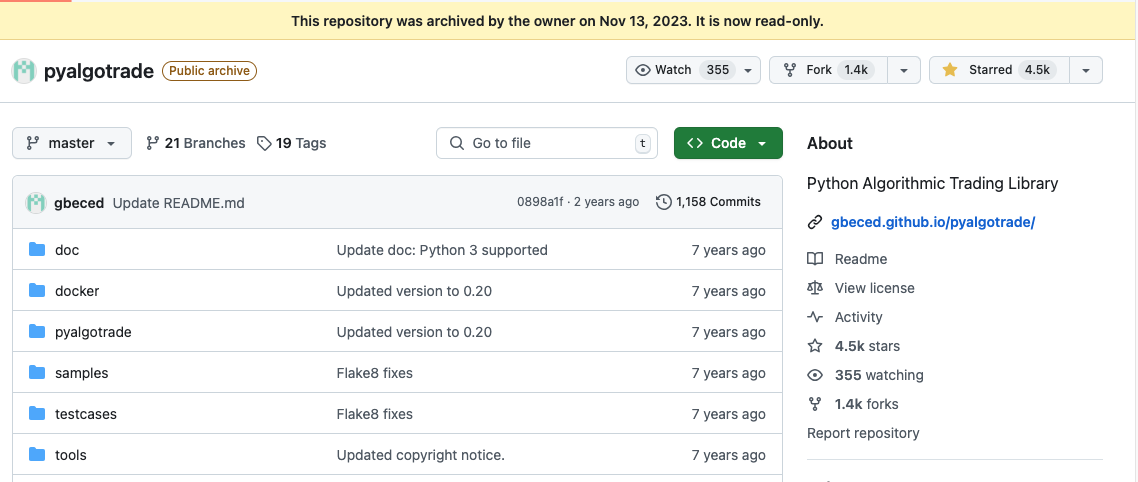 This repository was archived by the owner on Nov 13, 2023. It is now read-only.
pyalgotrade Public archive Watch 355 Fork 1.4k Starred 4.5k
master 21 Branches 19 Tags Go to file t Code
gbeced Update README.md 0898a1f · 2 years ago 1,158 Commits
doc Update doc: Python 3 supported 7 years ago
docker Updated version to 0.20 7 years ago
pyalgotrade Updated version to 0.20 7 years ago
samples Flake8 fixes 7 years ago
testcases Flake8 fixes 7 years ago
tools Updated copyright notice. 7 years ago
About
Python Algorithmic Trading Library
gbeced.github.io/pyalgotrade/
Readme
View license
Activity
4.5k stars
355 watching
1.4k forks
Report repository